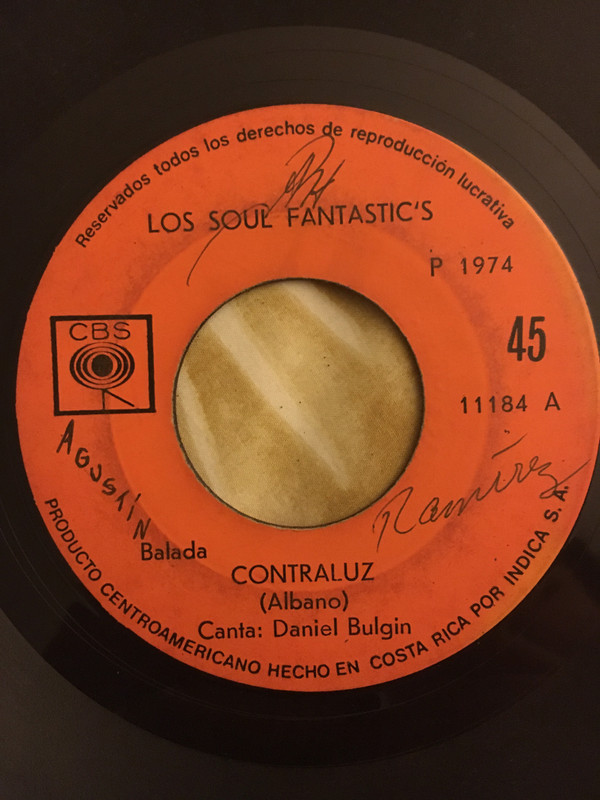 Reservados todos los derechos de reproducción lucrativa
LOS SOUL FANTASTIC'S
P 1974
CBS
45
11184 A
AGUSTÍN
Ramírez
Balada
CONTRALUZ
(Albano)
Canta: Daniel Bulgin
PRODUCTO CENTROAMERICANO HECHO EN COSTA RICA POR INDICA S.A.